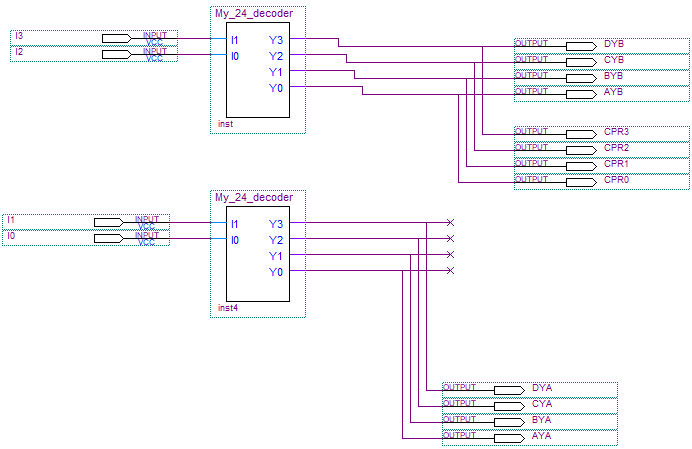 My_24_decoder
I3 INPUT VCC I1 Y3 OUTPUT DYB
I2 INPUT VCC I0 Y2 OUTPUT CYB
Y1 OUTPUT BYB
Y0 OUTPUT AYB
inst
OUTPUT CPR3
OUTPUT CPR2
OUTPUT CPR1
OUTPUT CPR0
My_24_decoder
I1 INPUT VCC I1 Y3
I0 INPUT VCC I0 Y2
Y1
Y0
inst4
OUTPUT DYA
OUTPUT CYA
OUTPUT BYA
OUTPUT AYA